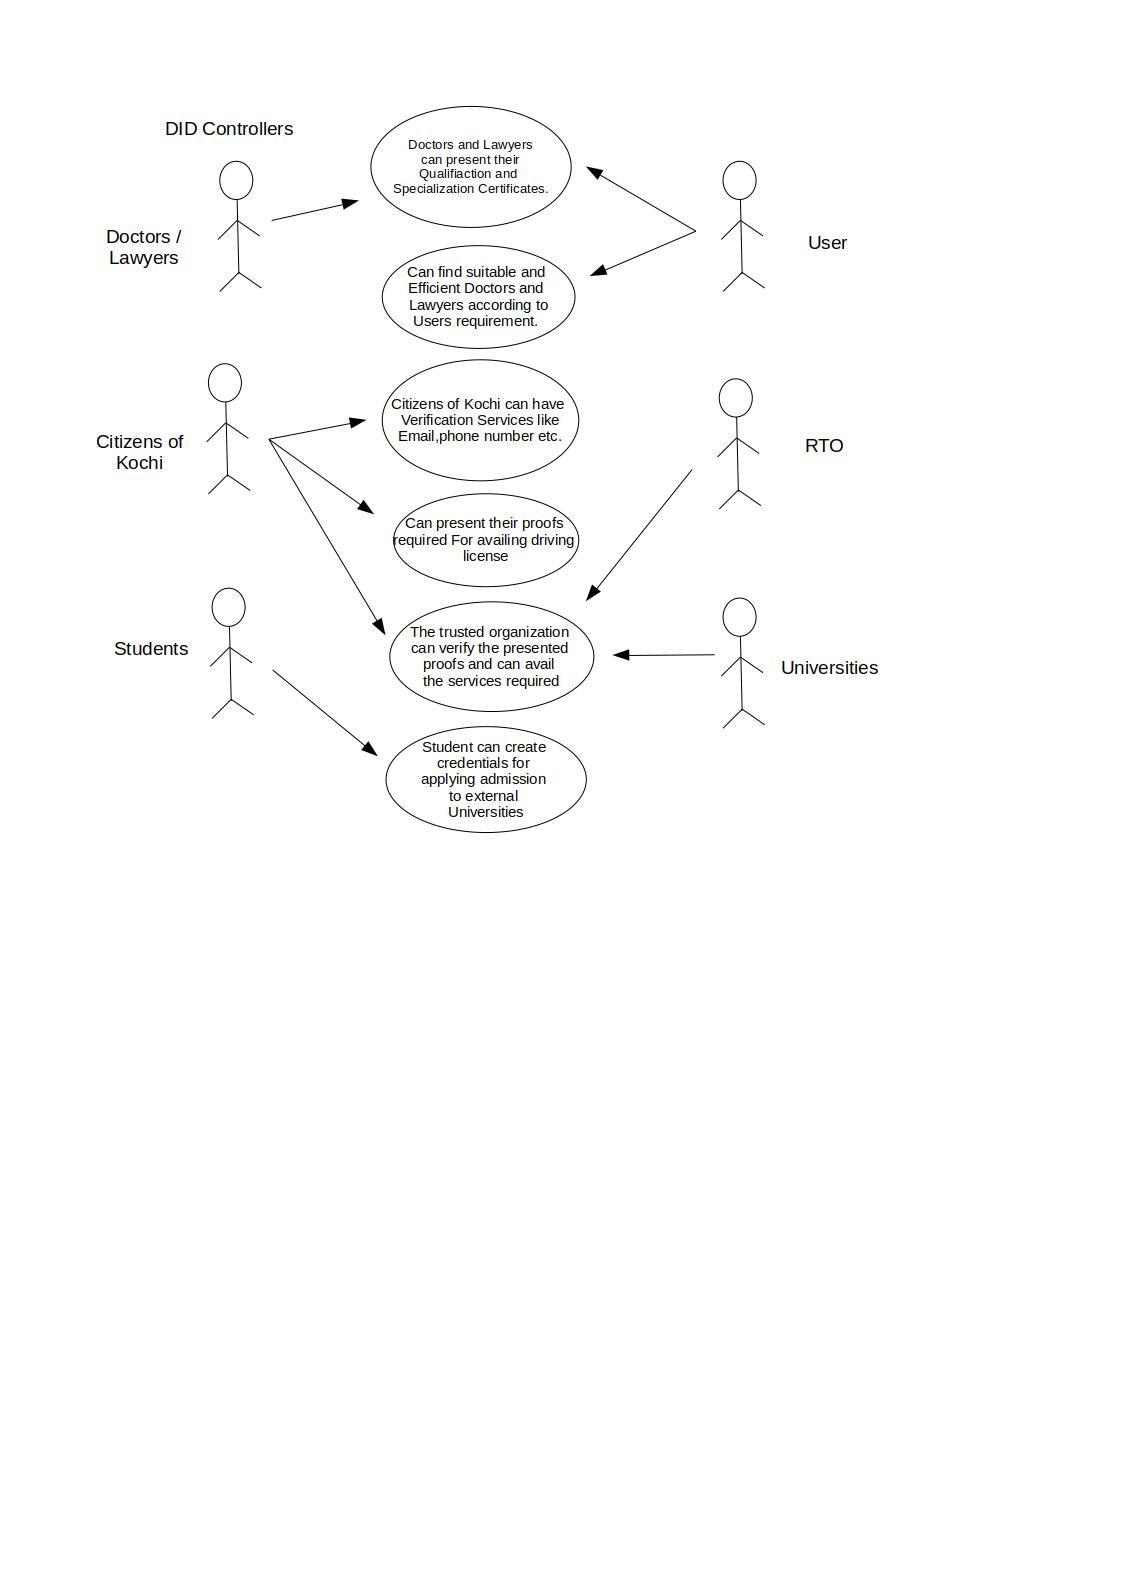 DID Controllers
Doctors and Lawyers
can present their
Qualifiaction and
Specialization Certificates.
Doctors /
Lawyers
User
Can find suitable and
Efficient Doctors and
Lawyers according to
Users requirement.
Citizens of Kochi can have
Verification Services like
Email,phone number etc.
Citizens of
Kochi
RTO
Can present their proofs
required For availing driving
license
The trusted organization
can verify the presented
proofs and can avail
the services required
Students
Universities
Student can create
credentials for
applying admission
to external
Universities